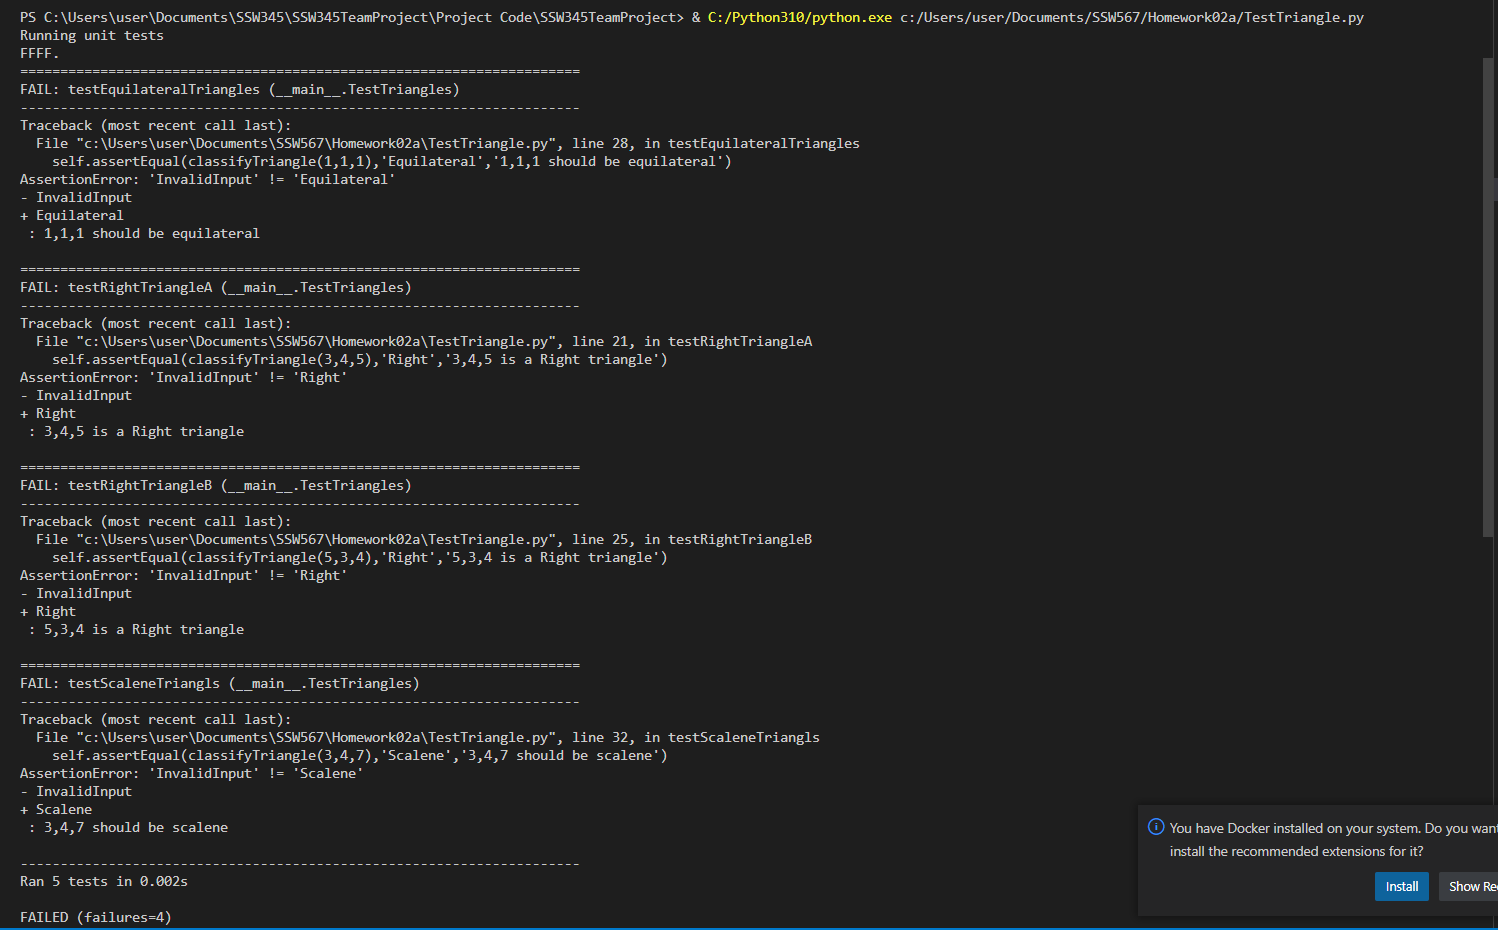 PS C:\Users\user\Documents\SSW345\SSW345TeamProject\Project Code\SSW345TeamProject> & C:/Python310/python.exe c:/Users/user/Documents/SSW567/Homework02a/TestTriangle.py
Running unit tests
FFFF.
======================================================================
FAIL: testEquilateralTriangles (__main__.TestTriangles)
----------------------------------------------------------------------
Traceback (most recent call last):
  File "c:\Users\user\Documents\SSW567\Homework02a\TestTriangle.py", line 28, in testEquilateralTriangles
    self.assertEqual(classifyTriangle(1,1,1),'Equilateral','1,1,1 should be equilateral')
AssertionError: 'InvalidInput' != 'Equilateral'
- InvalidInput
+ Equilateral
 : 1,1,1 should be equilateral

======================================================================
FAIL: testRightTriangleA (__main__.TestTriangles)
----------------------------------------------------------------------
Traceback (most recent call last):
  File "c:\Users\user\Documents\SSW567\Homework02a\TestTriangle.py", line 21, in testRightTriangleA
    self.assertEqual(classifyTriangle(3,4,5),'Right','3,4,5 is a Right triangle')
AssertionError: 'InvalidInput' != 'Right'
- InvalidInput
+ Right
 : 3,4,5 is a Right triangle

======================================================================
FAIL: testRightTriangleB (__main__.TestTriangles)
----------------------------------------------------------------------
Traceback (most recent call last):
  File "c:\Users\user\Documents\SSW567\Homework02a\TestTriangle.py", line 25, in testRightTriangleB
    self.assertEqual(classifyTriangle(5,3,4),'Right','5,3,4 is a Right triangle')
AssertionError: 'InvalidInput' != 'Right'
- InvalidInput
+ Right
 : 5,3,4 is a Right triangle

======================================================================
FAIL: testScaleneTriangls (__main__.TestTriangles)
----------------------------------------------------------------------
Traceback (most recent call last):
  File "c:\Users\user\Documents\SSW567\Homework02a\TestTriangle.py", line 32, in testScaleneTriangls
    self.assertEqual(classifyTriangle(3,4,7),'Scalene','3,4,7 should be scalene')
AssertionError: 'InvalidInput' != 'Scalene'
- InvalidInput
+ Scalene
 : 3,4,7 should be scalene

----------------------------------------------------------------------
Ran 5 tests in 0.002s

FAILED (failures=4)
You have Docker installed on your system. Do you want
install the recommended extensions for it?
Install
Show Re